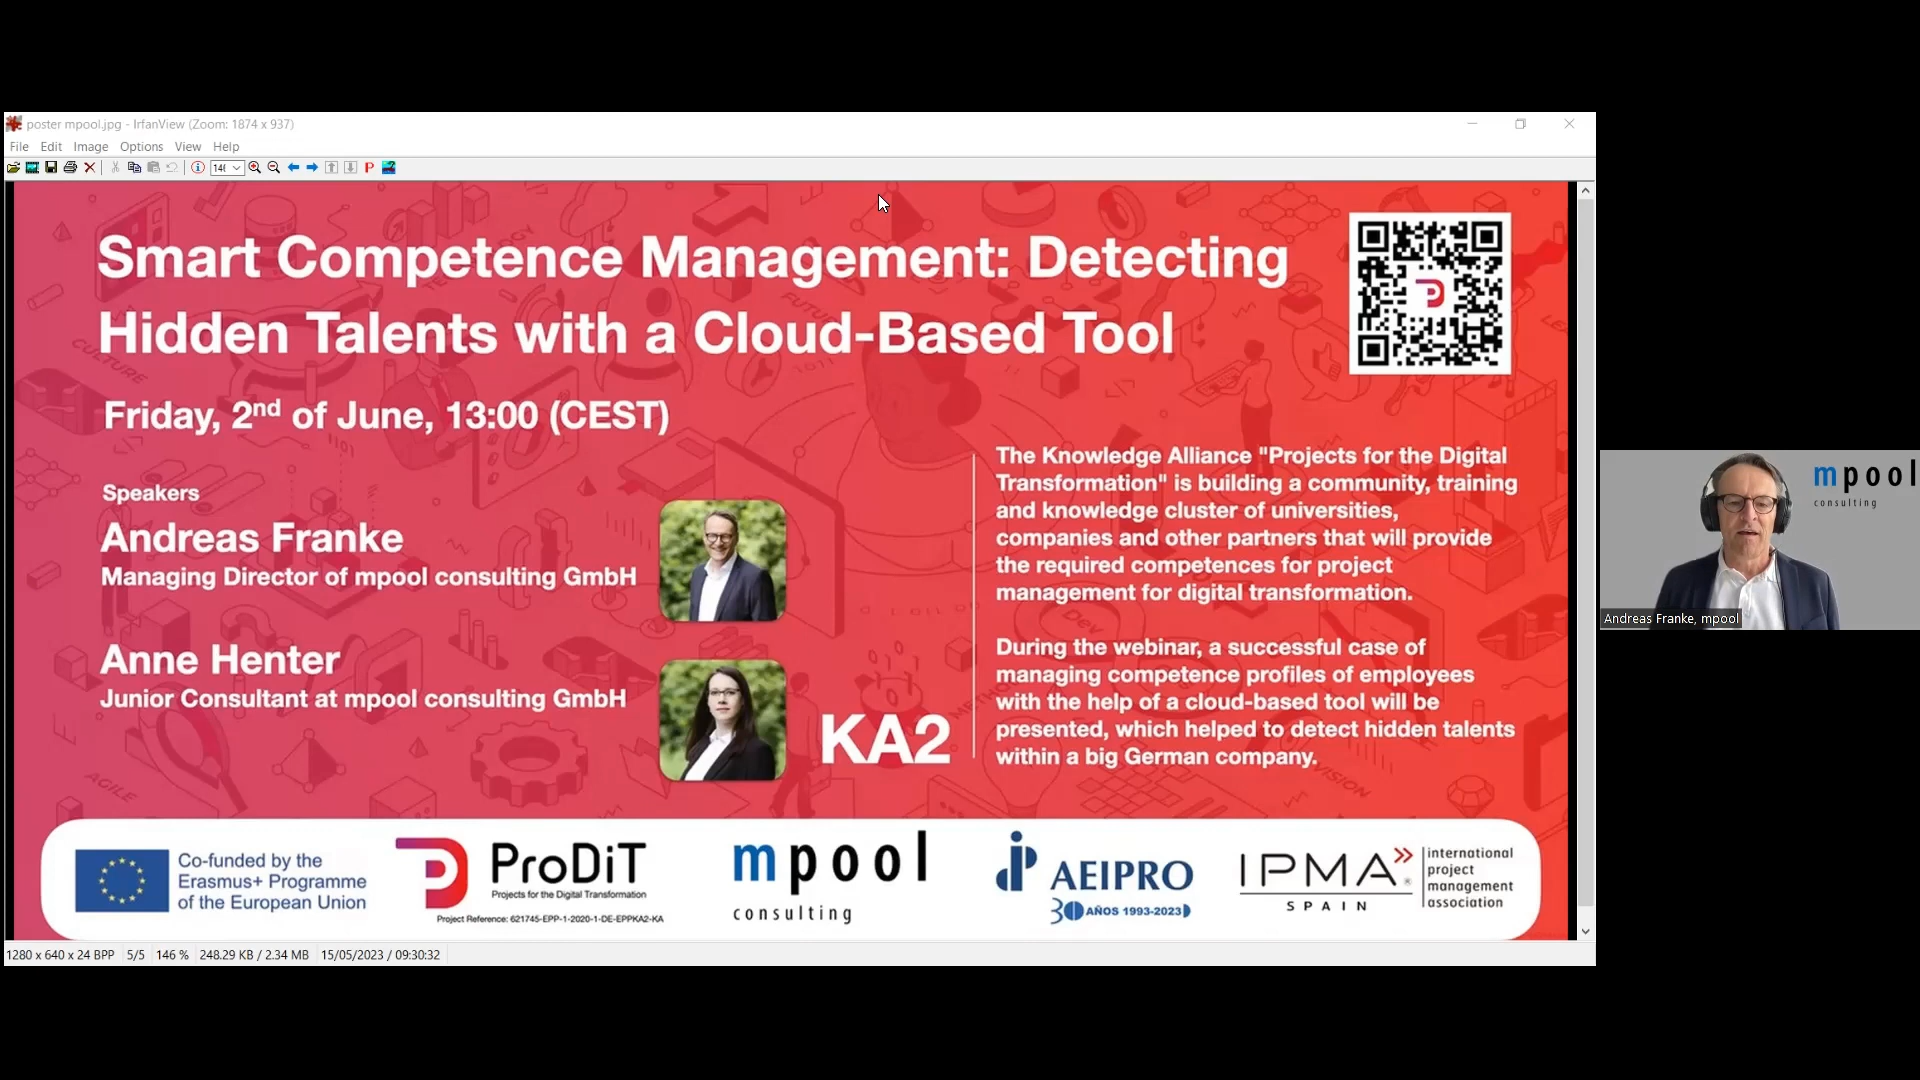 poster mpool.jpg - IrfanView (Zoom: 1874 x 937)
File Edit Image Options View Help
Smart Competence Management: Detecting
Hidden Talents with a Cloud-Based Tool
Friday, 2nd of June, 13:00 (CEST)
Speakers
Andreas Franke
Managing Director of mpool consulting GmbH
Anne Henter
Junior Consultant at mpool consulting GmbH
KA2
The Knowledge Alliance "Projects for the Digital
Transformation" is building a community, training
and knowledge cluster of universities,
companies and other partners that will provide
the required competences for project
management for digital transformation.
During the webinar, a successful case of
managing competence profiles of employees
with the help of a cloud-based tool will be
presented, which helped to detect hidden talents
within a big German company.
CULTURE
AGILE
VISION
Dev
Co-funded by the
Erasmus+ Programme
of the European Union
ProDiT
Projects for the Digital Transformation
Project Reference: 621745-EPP-1-2020-1-DE-EPPKA2-KA
mpool
consulting
AEIPRO
30 AÑOS 1993-2023
IPMA®
SPAIN
international
project
management
association
1280 x 640 x 24 BPP 5/5 146 % 248.29 KB / 2.34 MB 15/05/2023 / 09:30:32
mpool
consulting
Andreas Franke, mpool